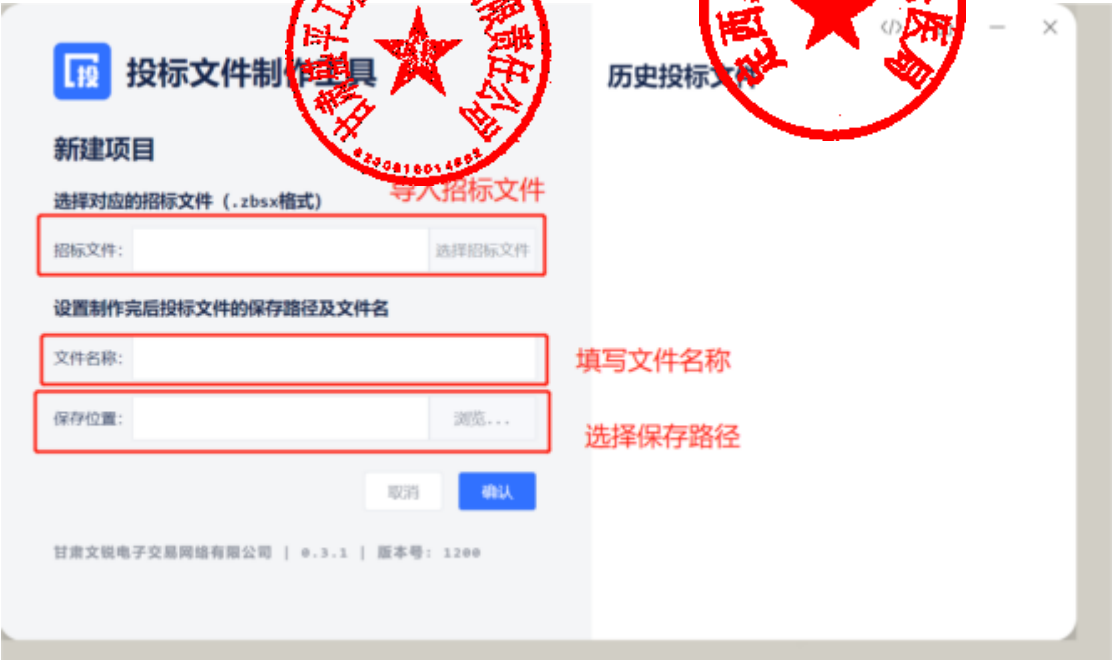 投标文件制作工具
历史投标文件
新建项目
选择对应的招标文件（.zbsx格式）
导入招标文件
招标文件：
选择招标文件
设置制作完后投标文件的保存路径及文件名
文件名称：
填写文件名称
保存位置：
浏览...
选择保存路径
取消
确认
甘肃文锐电子交易网络有限公司 | 0.3.1 | 版本号: 1200